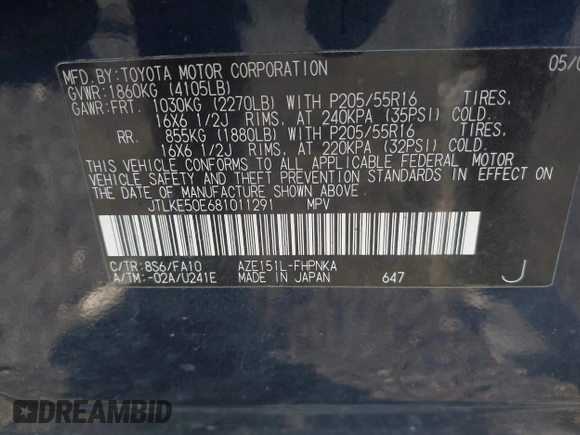 MFD.BY:TOYOTA MOTOR CORPORATION 05/0
GVWR:1860KG (4105LB)
GAWR:FRT. 1030KG (2270LB) WITH P205/55R16 TIRES,
16X6 1/2J RIMS, AT 240KPA (35PSI) COLD.
RR. 855KG (1880LB) WITH P205/55R16 TIRES,
16X6 1/2J RIMS, AT 220KPA (32PSI) COLD.
THIS VEHICLE CONFORMS TO ALL APPLICABLE FEDERAL MOTOR
VEHICLE SAFETY AND THEFT PREVENTION STANDARDS IN EFFECT
ON THE DATE OF MANUFACTURE SHOWN ABOVE.
JTLKE50E681011291 MPV
C/TR:8S6/FA10 AZE151L-FHPNKA
A/TM:-02A/U241E MADE IN JAPAN 647 J
DREAMBID